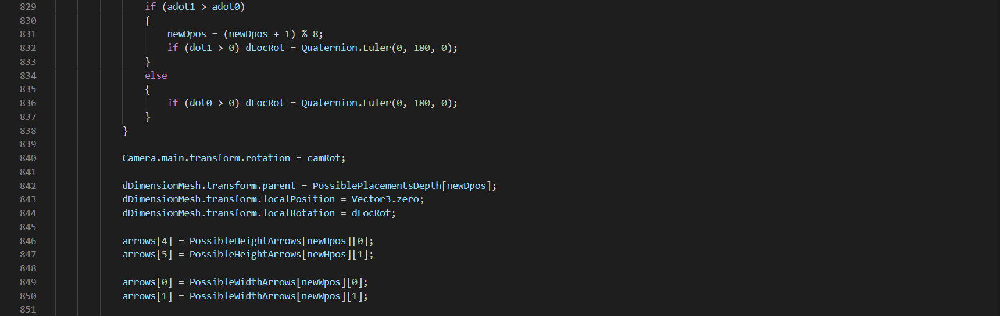 829 if (adot1 > adot0)
830 {
831 newDpos = (newDpos + 1) % 8;
832 if (dot1 > 0) dLocRot = Quaternion.Euler(0, 180, 0);
833 }
834 else
835 {
836 if (dot0 > 0) dLocRot = Quaternion.Euler(0, 180, 0);
837 }
838 }
839
840 Camera.main.transform.rotation = camRot;
841
842 dDimensionMesh.transform.parent = PossiblePlacementsDepth[newDpos];
843 dDimensionMesh.transform.localPosition = Vector3.zero;
844 dDimensionMesh.transform.localRotation = dLocRot;
845
846 arrows[4] = PossibleHeightArrows[newHpos][0];
847 arrows[5] = PossibleHeightArrows[newHpos][1];
848
849 arrows[0] = PossibleWidthArrows[newWpos][0];
850 arrows[1] = PossibleWidthArrows[newWpos][1];
851